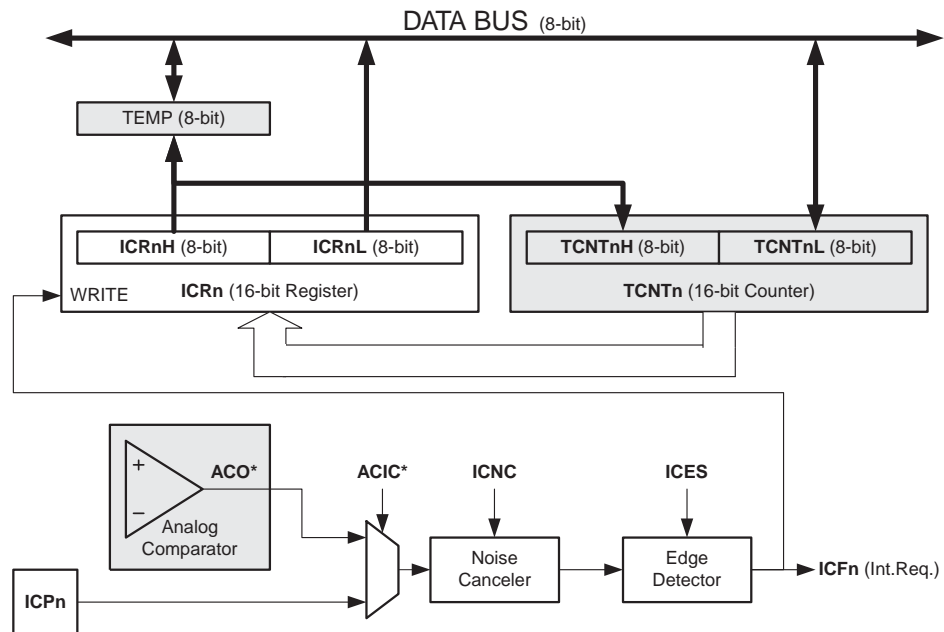 DATA BUS (8-bit)
TEMP (8-bit)
ICRnH (8-bit)
ICRnL (8-bit)
TCNTnH (8-bit)
TCNTnL (8-bit)
WRITE
ICRn (16-bit Register)
TCNTn (16-bit Counter)
+
−
ACO*
Analog
Comparator
ACIC*
ICNC
ICES
Noise
Canceler
Edge
Detector
ICFn (Int.Req.)
ICPn